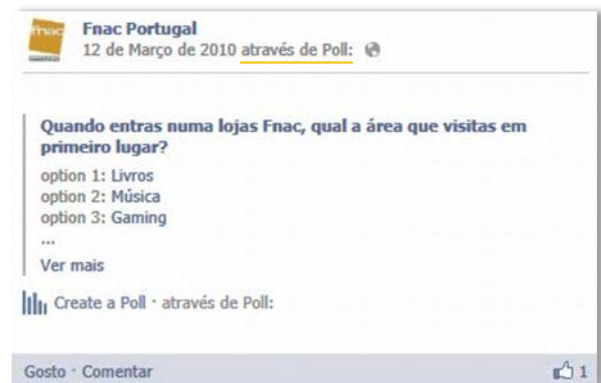 fnac
Fnac Portugal
12 de Março de 2010 através de Poll:
Quando entras numa lojas Fnac, qual a área que visitas em
primeiro lugar?
option 1: Livros
option 2: Música
option 3: Gaming
...
Ver mais
Create a Poll · através de Poll:
Gosto · Comentar
1